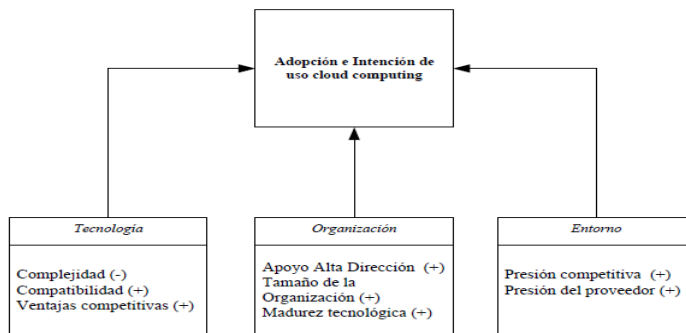 Adopción e Intención de
uso cloud computing
Tecnología
Complejidad (-)
Compatibilidad (+)
Ventajas competitivas (+)
Organización
Apoyo Alta Dirección (+)
Tamaño de la
Organización (+)
Madurez tecnológica (+)
Entorno
Presión competitiva (+)
Presión del proveedor (+)